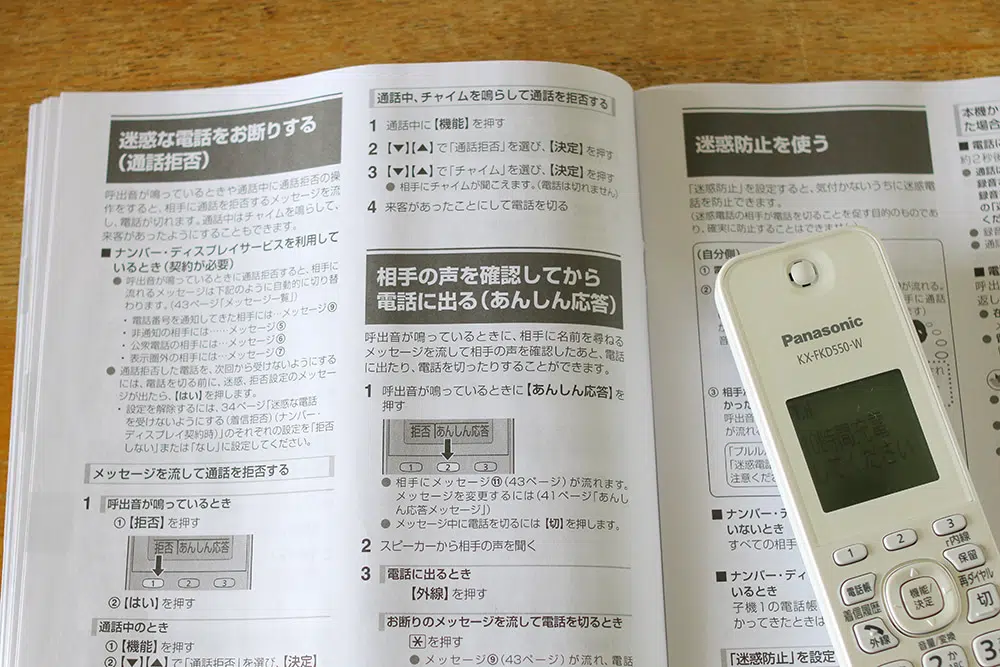 迷惑な電話をお断りする
(通話拒否)
呼出音が鳴っているときや通話中に通話拒否の操
作をすると、相手に通話を拒否するメッセージを流
し、電話が切れます。通話中はチャイムを鳴らして、
来客があったようにすることもできます。
■ナンバー・ディスプレイサービスを利用して
いるとき(契約が必要)
● 呼出音が鳴っているときに通話拒否すると、相手に
流れるメッセージは下記のように自動的に切り替
わります。(43ページ「メッセージ一覧」)
・電話番号を通知してきた相手には…メッセージ⑨
・非通知の相手には……メッセージ⑤
・公衆電話の相手には…メッセージ⑥
・表示圏外の相手には…メッセージ⑦
● 通話拒否した電話を、次回から受けないようにする
には、電話を切る前に、迷惑、拒否設定のメッセー
ジが出たら、【はい】を押します。
・設定を解除するには、34ページ「迷惑な電話
を受けないようにする(着信拒否)(ナンバー・
ディスプレイ契約時)」のそれぞれの設定を「拒否
しない」または「なし」に設定してください。
メッセージを流して通話を拒否する
1 呼出音が鳴っているとき
①【拒否】を押す
拒否 あんしん応答
1 2 3
②【はい】を押す
通話中のとき
①【機能】を押す
②【▼】【▲】で「通話拒否」を選び、【決定】
通話中、チャイムを鳴らして通話を拒否する
1 通話中に【機能】を押す
2 【▼】【▲】で「通話拒否」を選び、【決定】を押す
3 【▼】【▲】で「チャイム」を選び、【決定】を押す
● 相手にチャイムが聞こえます。(電話は切れません)
4 来客があったことにして電話を切る
相手の声を確認してから
電話に出る(あんしん応答)
呼出音が鳴っているときに、相手に名前を尋ねる
メッセージを流して相手の声を確認したあと、電話
に出たり、電話を切ったりすることができます。
1 呼出音が鳴っているときに【あんしん応答】を
押す
拒否 あんしん応答
1 2 3
● 相手にメッセージ⑪(43ページ)が流れます。
メッセージを変更するには(41ページ「あんし
ん応答メッセージ」)
● メッセージ中に電話を切るには【切】を押します。
2 スピーカーから相手の声を聞く
3 電話に出るとき
【外線】を押す
お断りのメッセージを流して電話を切るとき
【＊】を押す
● メッセージ⑨(43ページ)が流れ、電話
迷惑防止を使う
「迷惑防止」を設定すると、気付かないうちに迷惑電
話を防止できます。
(迷惑電話の相手が電話を切ることを促す目的のものであ
り、確実に防止することはできま
(自分側)
①
②
③ 相手
かった
呼出音
が流れ
「プルル
「迷惑電
注意くださ
■ナンバー・デ
いないとき
すべての相手
■ナンバー・ディ
いるとき
子機1の電話帳
かってきたときは
「迷惑防止」を設定
本機か
た場合
■電話に
約2秒
● 通話
録音
録音
の「
くだ
● 録音
● 通話
Panasonic
KX-FKD550-W
時間充電
てください
1
2
3
電話帳
着信履歴
外線
機能
決定
r内線
保留
再ダイヤル
切
音量/変換
3